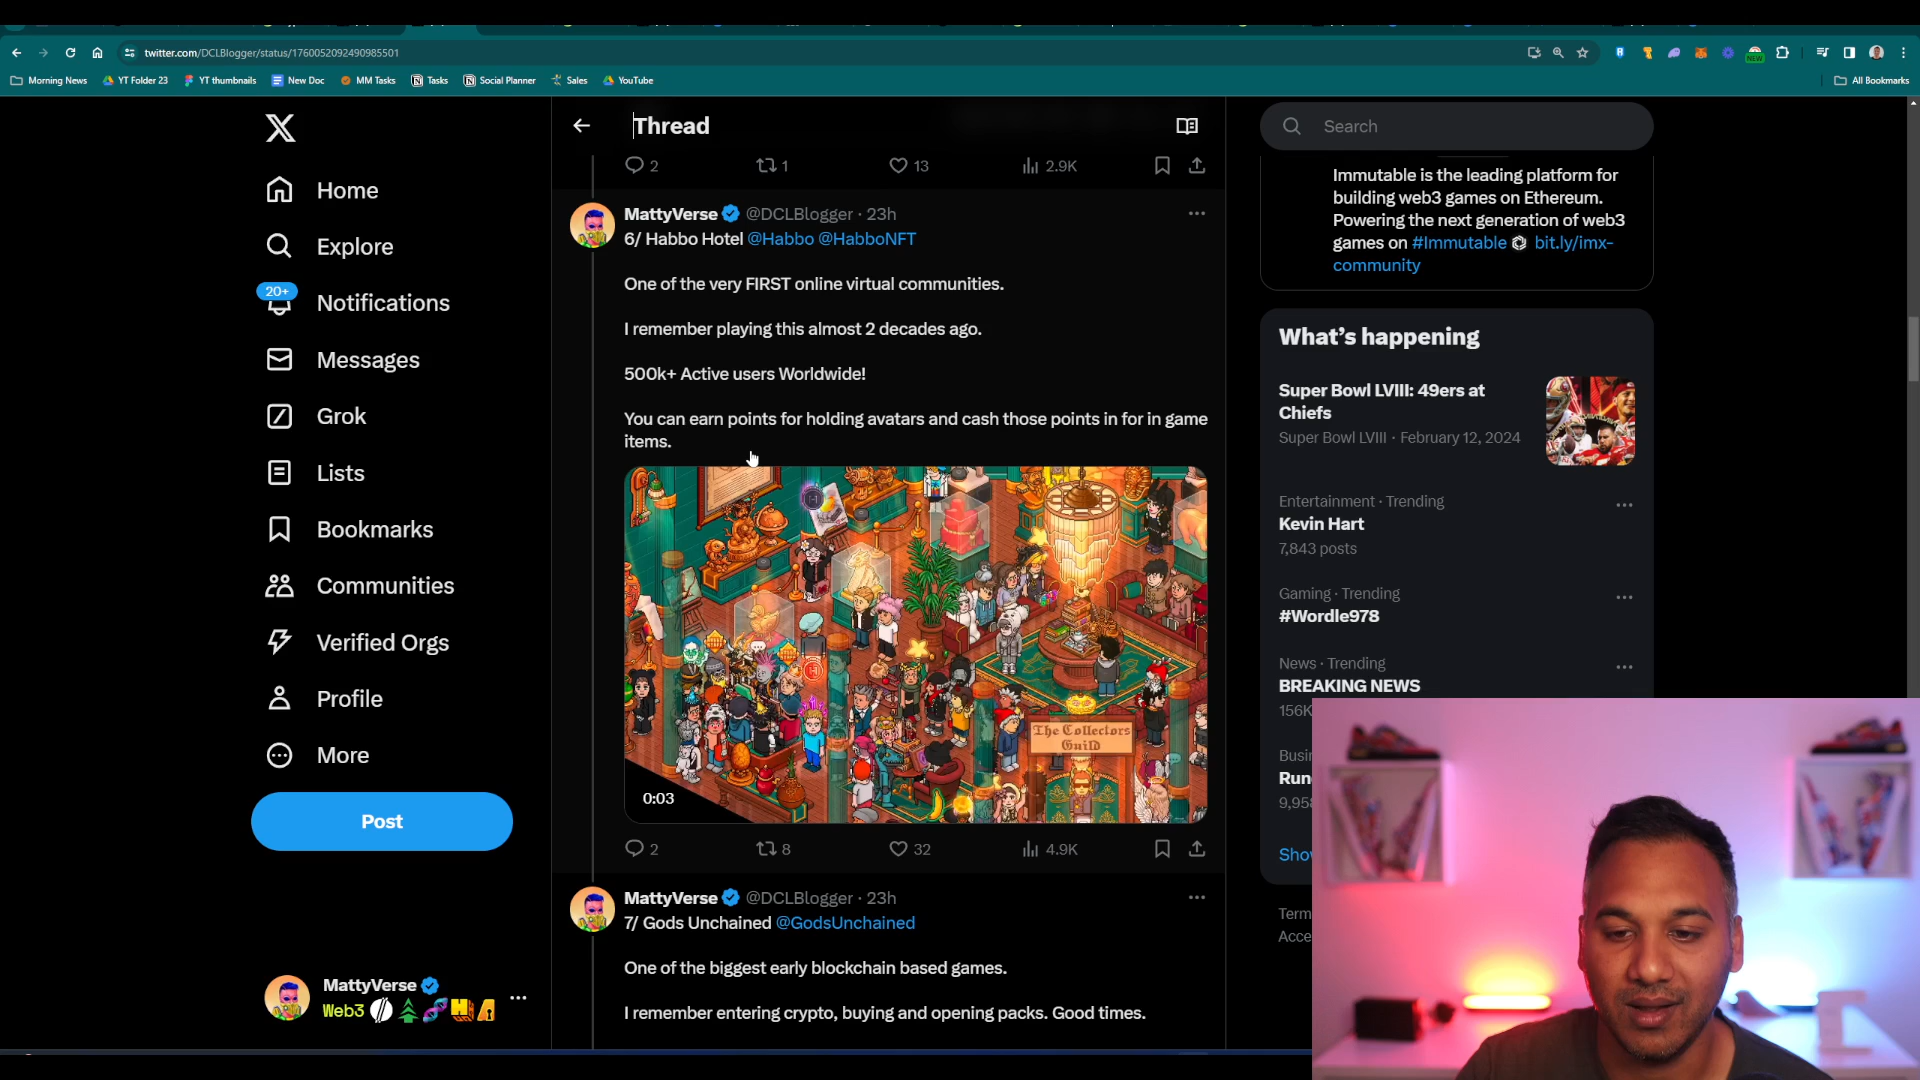 twitter.com/DCLBlogger/status/1760052092490985501
NEW
Morning News
YT Folder 23
YT thumbnails
New Doc
MM Tasks
Tasks
Social Planner
Sales
YouTube
All Bookmarks
Home
Explore
20+
Notifications
Messages
Grok
Lists
Bookmarks
Communities
Verified Orgs
Profile
More
Post
MattyVerse
Web3
Thread
2
1
13
2.9K
MattyVerse @DCLBlogger · 23h
6/ Habbo Hotel @Habbo @HabboNFT
One of the very FIRST online virtual communities.
I remember playing this almost 2 decades ago.
500k+ Active users Worldwide!
You can earn points for holding avatars and cash those points in for in game
items.
The Collectors
Guild
0:03
2
8
32
4.9K
MattyVerse @DCLBlogger · 23h
7/ Gods Unchained @GodsUnchained
One of the biggest early blockchain based games.
I remember entering crypto, buying and opening packs. Good times.
Search
Immutable is the leading platform for
building web3 games on Ethereum.
Powering the next generation of web3
games on #Immutable bit.ly/imx-
community
What's happening
Super Bowl LVIII: 49ers at
Chiefs
Super Bowl LVIII · February 12, 2024
Entertainment · Trending
Kevin Hart
7,843 posts
Gaming · Trending
#Wordle978
News · Trending
BREAKING NEWS
156K
Busi
Run
9,95
Sho
Term
Acce